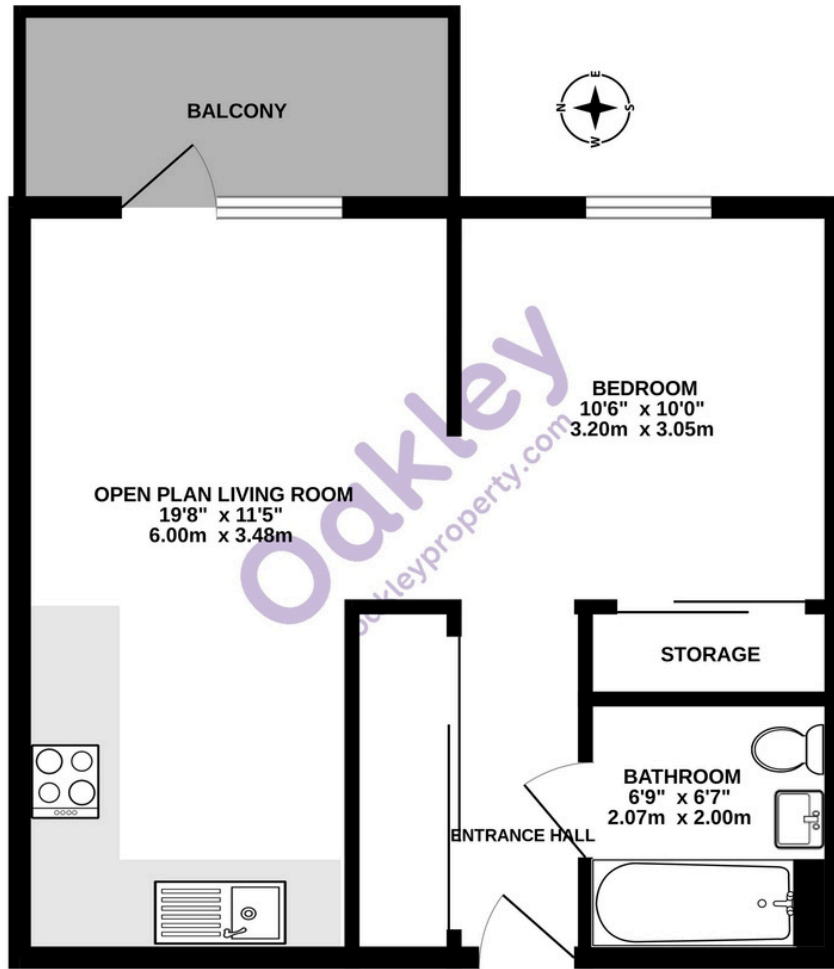 BALCONY
N
E
S
W
BEDROOM
10'6" x 10'0"
3.20m x 3.05m
OPEN PLAN LIVING ROOM
19'8" x 11'5"
6.00m x 3.48m
Oakley
oakleyproperty.com
STORAGE
BATHROOM
6'9" x 6'7"
2.07m x 2.00m
ENTRANCE HALL